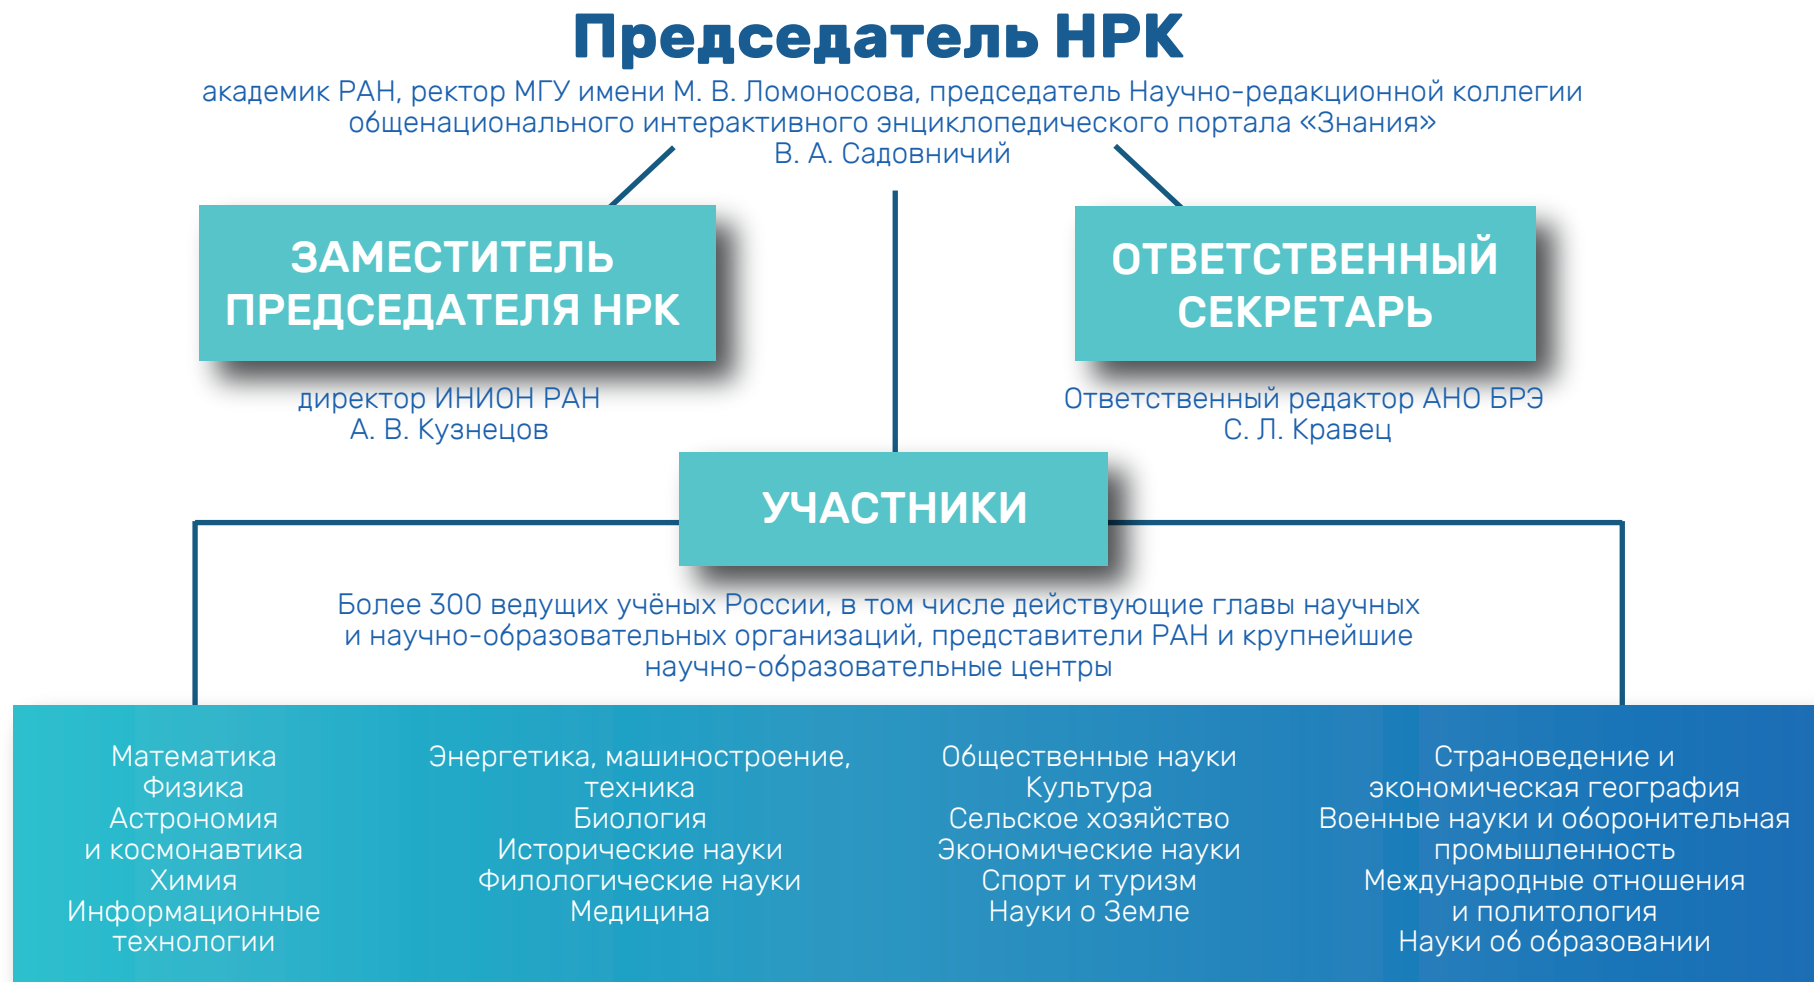 Председатель НРК
академик РАН, ректор МГУ имени М. В. Ломоносова, председатель Научно-редакционной коллегии
общенационального интерактивного энциклопедического портала «Знания»
В. А. Садовничий
ЗАМЕСТИТЕЛЬ
ПРЕДСЕДАТЕЛЯ НРК
директор ИНИОН РАН
А. В. Кузнецов
ОТВЕТСТВЕННЫЙ
СЕКРЕТАРЬ
Ответственный редактор АНО БРЭ
С. Л. Кравец
УЧАСТНИКИ
Более 300 ведущих учёных России, в том числе действующие главы научных
и научно-образовательных организаций, представители РАН и крупнейшие
научно-образовательные центры
Математика
Физика
Астрономия
и космонавтика
Химия
Информационные
технологии
Энергетика, машиностроение,
техника
Биология
Исторические науки
Филологические науки
Медицина
Общественные науки
Культура
Сельское хозяйство
Экономические науки
Спорт и туризм
Науки о Земле
Страноведение и
экономическая география
Военные науки и оборонительная
промышленность
Международные отношения
и политология
Науки об образовании